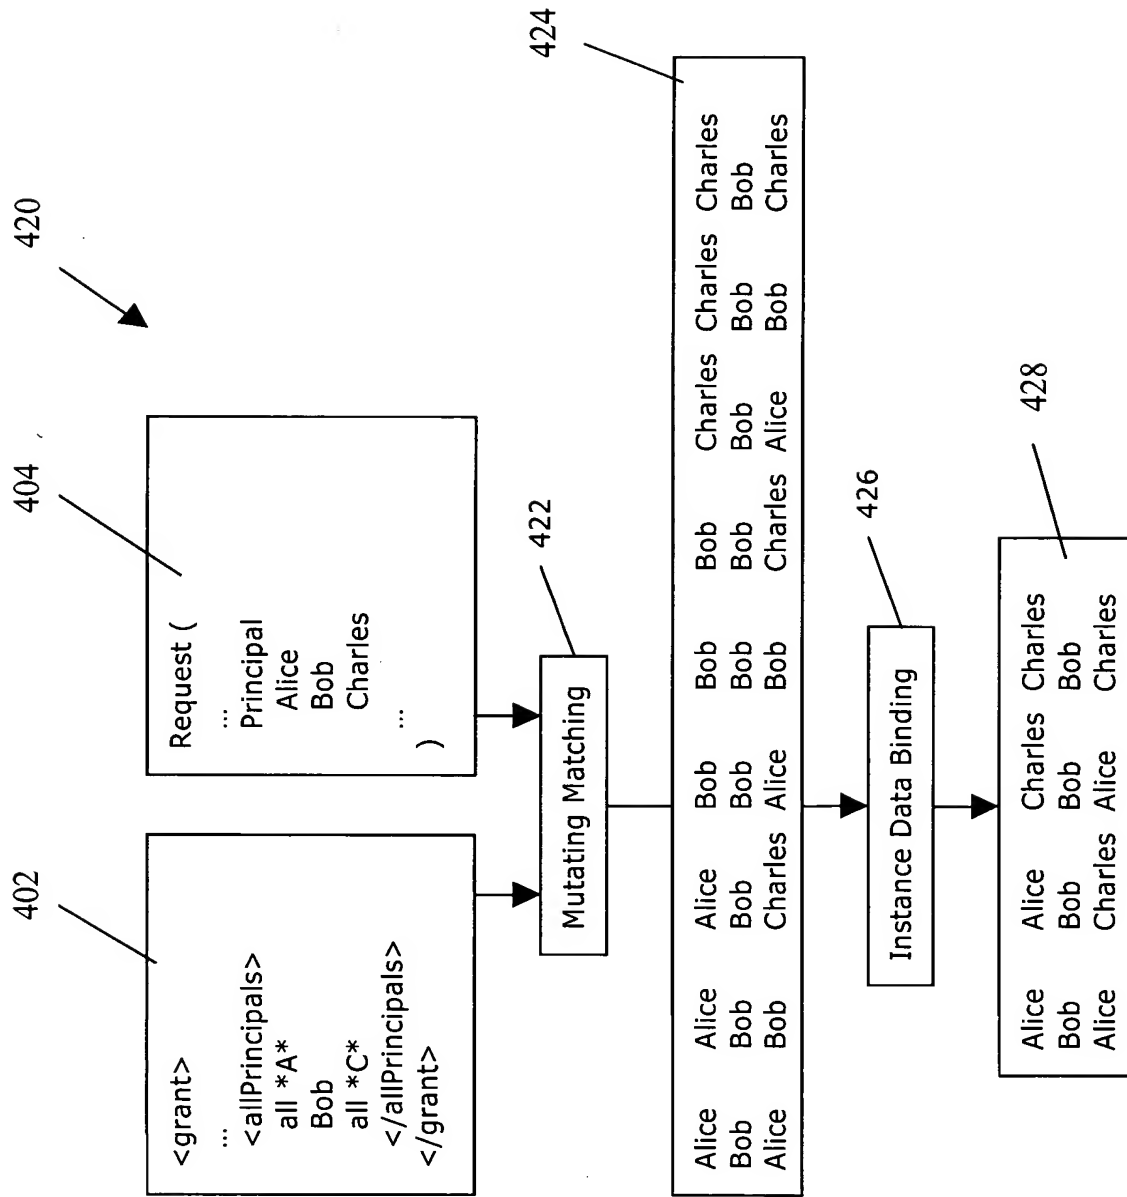 420
402
404
<grant>
...
<allPrincipals>
all *A*
Bob
all *C*
</allPrincipals>
</grant>
Request (
...
Principal
Alice
Bob
Charles
...
)
Mutating Matching
422
424
Alice Alice Alice Bob Bob Bob Charles Charles Charles
Bob Bob Bob Bob Bob Bob Bob Bob Bob
Alice Bob Charles Alice Bob Charles Alice Bob Charles
Instance Data Binding
426
428
Alice Alice Charles Charles
Bob Bob Bob Bob
Alice Charles Alice Charles